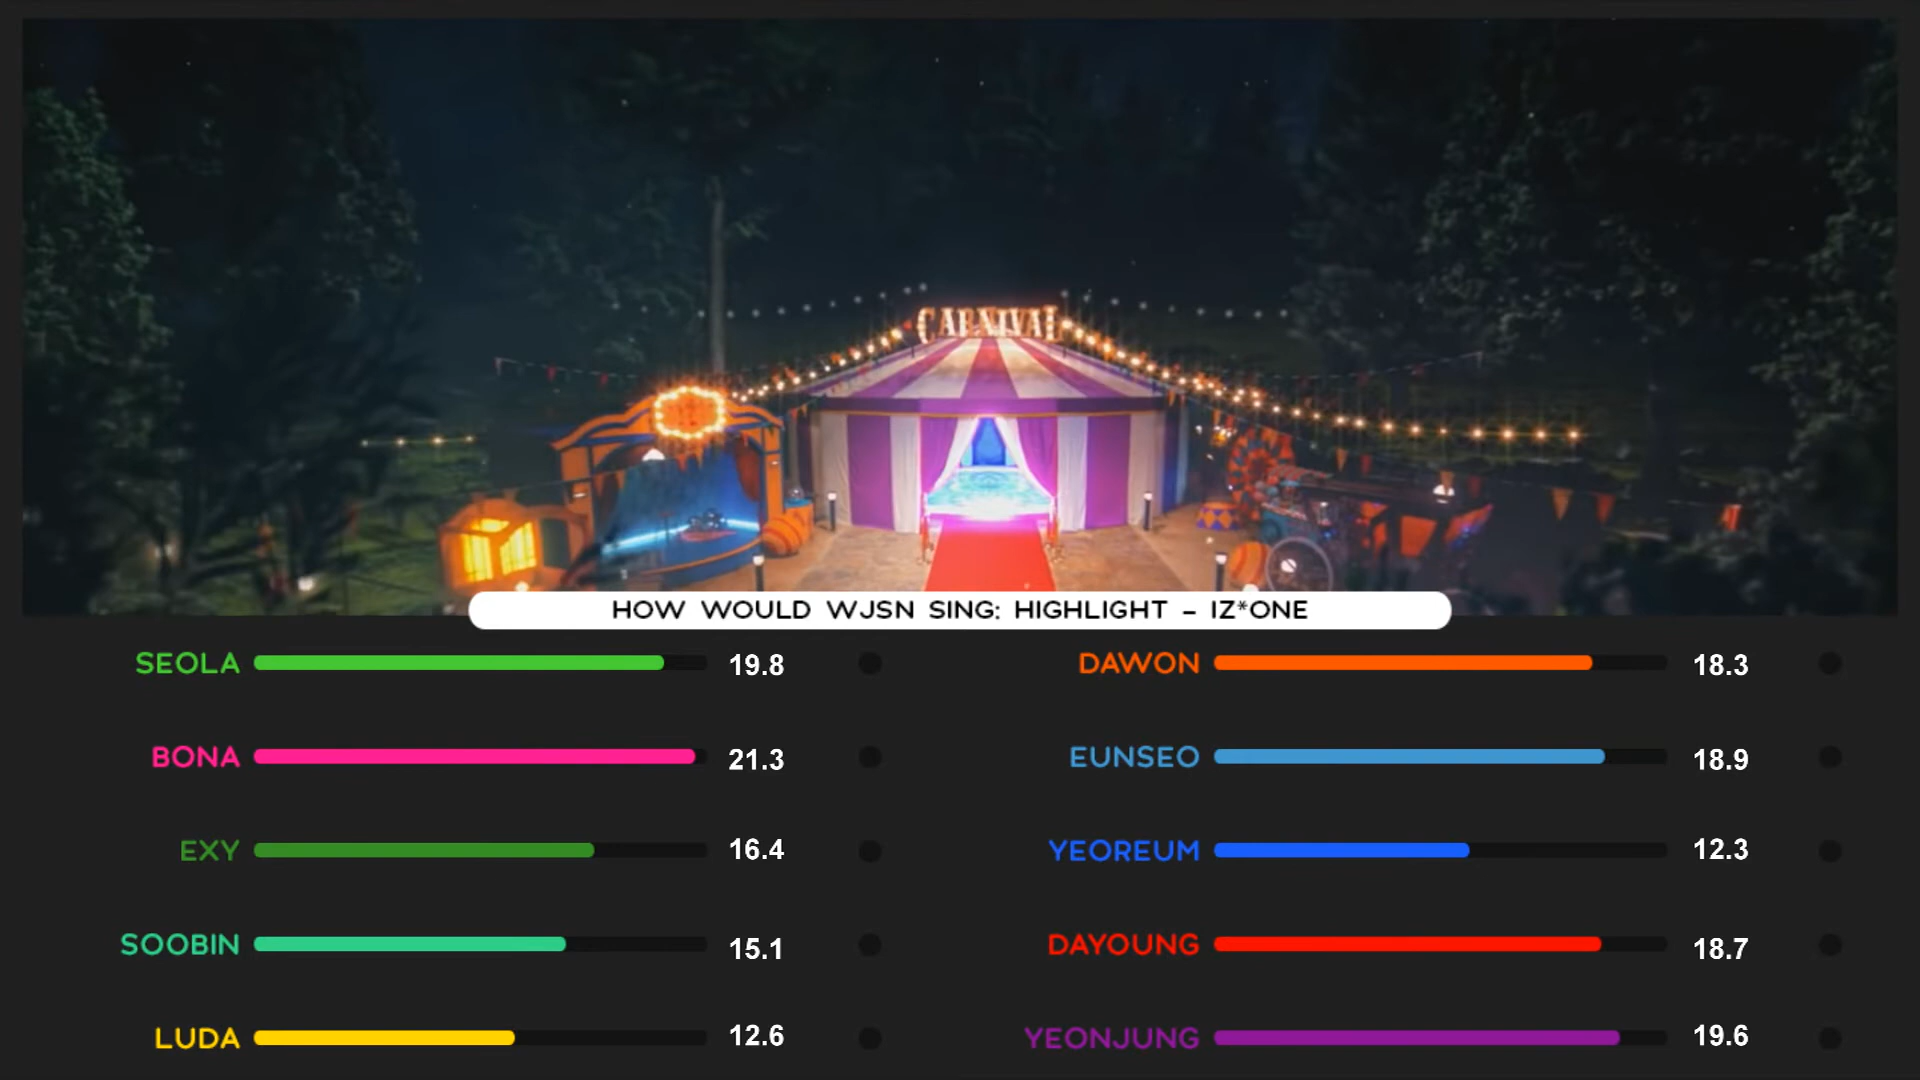 CARNIVAL
HOW WOULD WJSN SING: HIGHLIGHT - IZ*ONE
SEOLA 19.8
BONA 21.3
EXY 16.4
SOOBIN 15.1
LUDA 12.6
DAWON 18.3
EUNSEO 18.9
YEOREUM 12.3
DAYOUNG 18.7
YEONJUNG 19.6